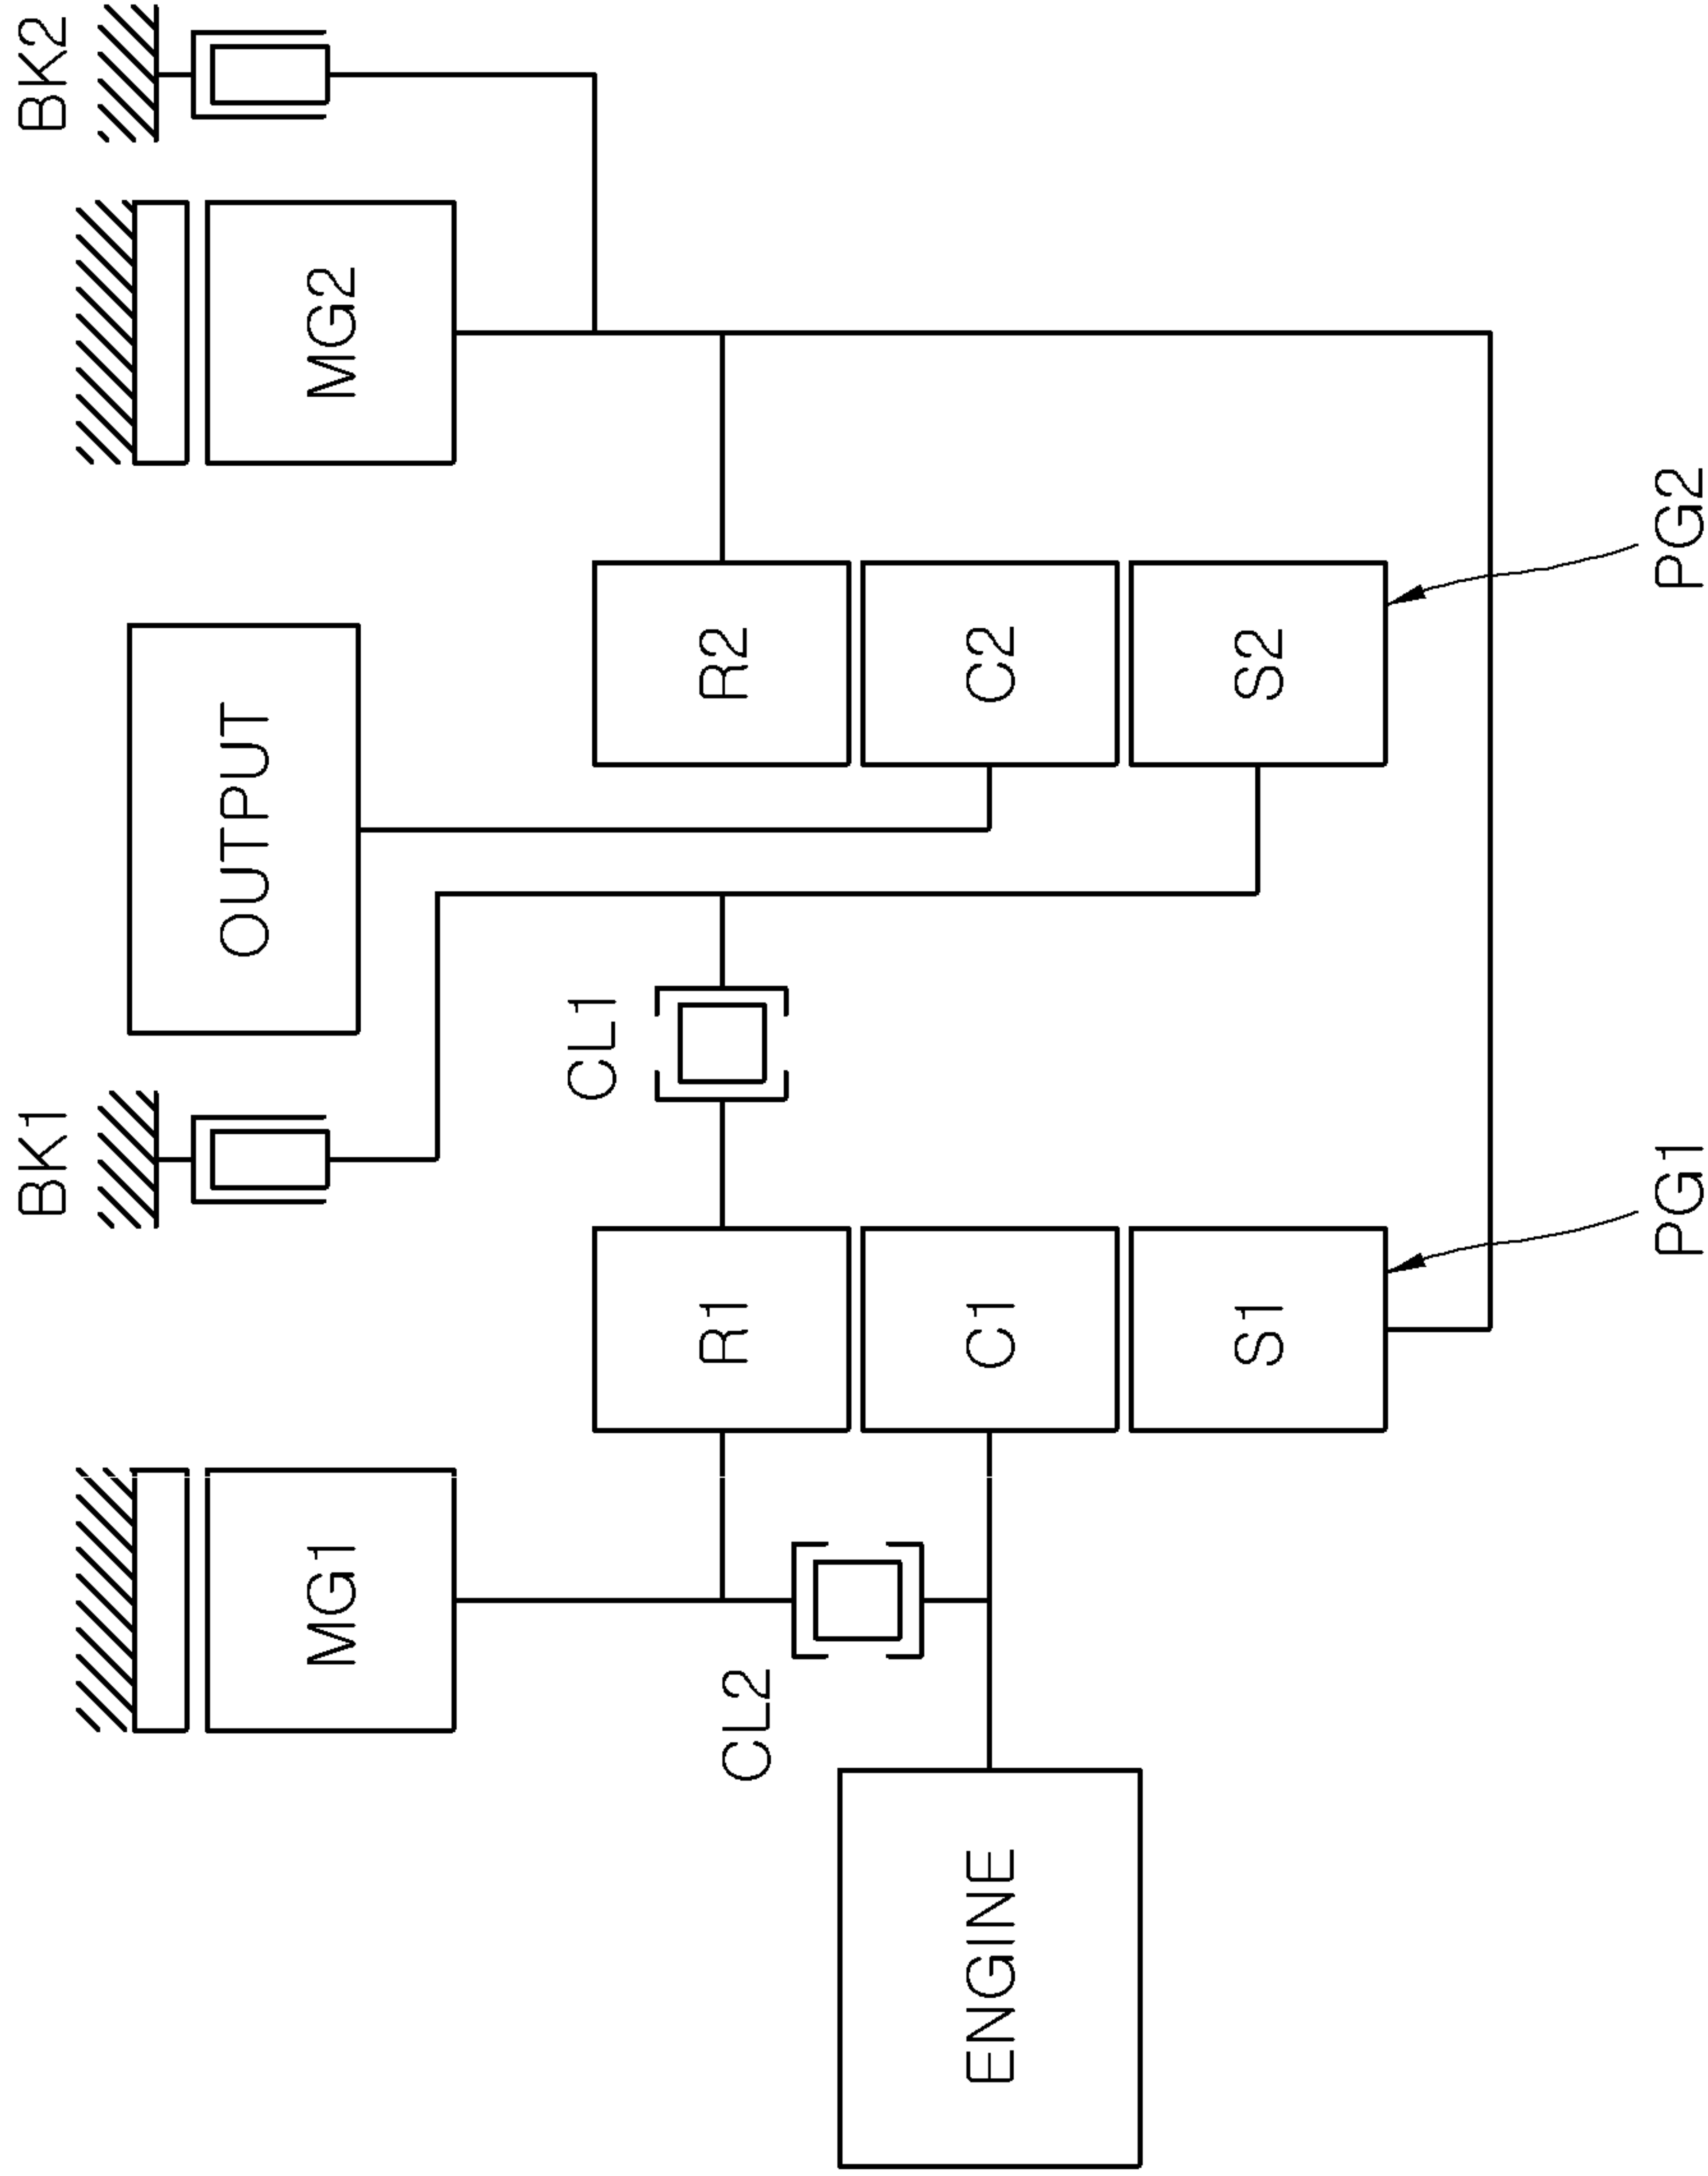 BK1
BK2
MG1
OUTPUT
MG2
CL1
CL2
R1
R2
ENGINE
C1
C2
S1
S2
PG1
PG2